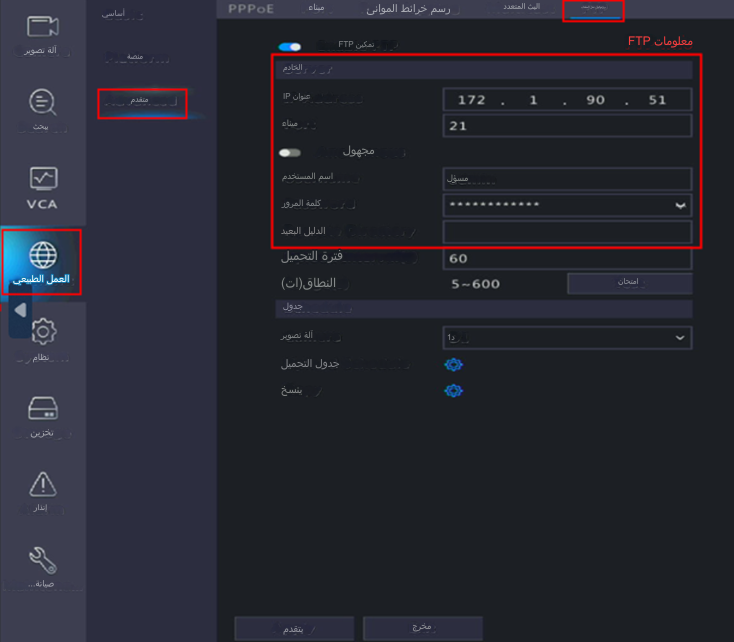 PPPoE
ميناء
رسم خرائط الموانئ
البث المتعدد
أساسي
منصة
متقدم
آلة تصوير
يبحث
VCA
العمل الطبيعي
نظام
تخزين
إنذار
صيانة...
معلومات FTP
تمكين FTP
الخادم
عنوان IP
172 . 1 . 90 . 51
ميناء
21
مجهول
اسم المستخدم
مسؤل
كلمة المرور
************
الدليل البعيد
فترة التحميل
60
النطاق(ات)
5~600
امتحان
جدول
آلة تصوير
د1
جدول التحميل
ينسخ
يتقدم
مخرج